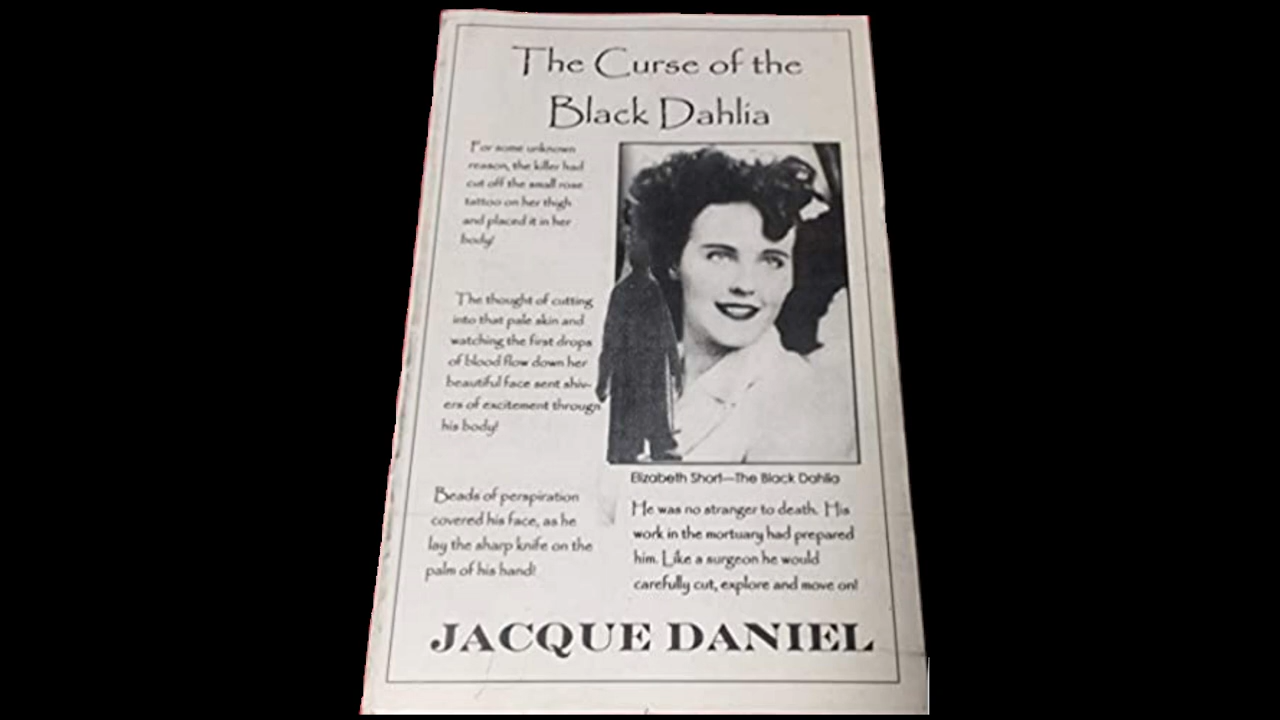 The Curse of the
Black Dahlia
For some unknown
reason, the killer had
cut off the small rose
tattoo on her thigh
and placed it in her
body!
The thought of cutting
into that pale skin and
watching the first drops
of blood flow down her
beautiful face sent shiv-
ers of excitement through
his body!
Beads of perspiration
covered his face, as he
lay the sharp knife on the
palm of his hand!
Elizabeth Short—The Black Dahlia
He was no stranger to death. His
work in the mortuary had prepared
him. Like a surgeon he would
carefully cut, explore and move on!
JACQUE DANIEL